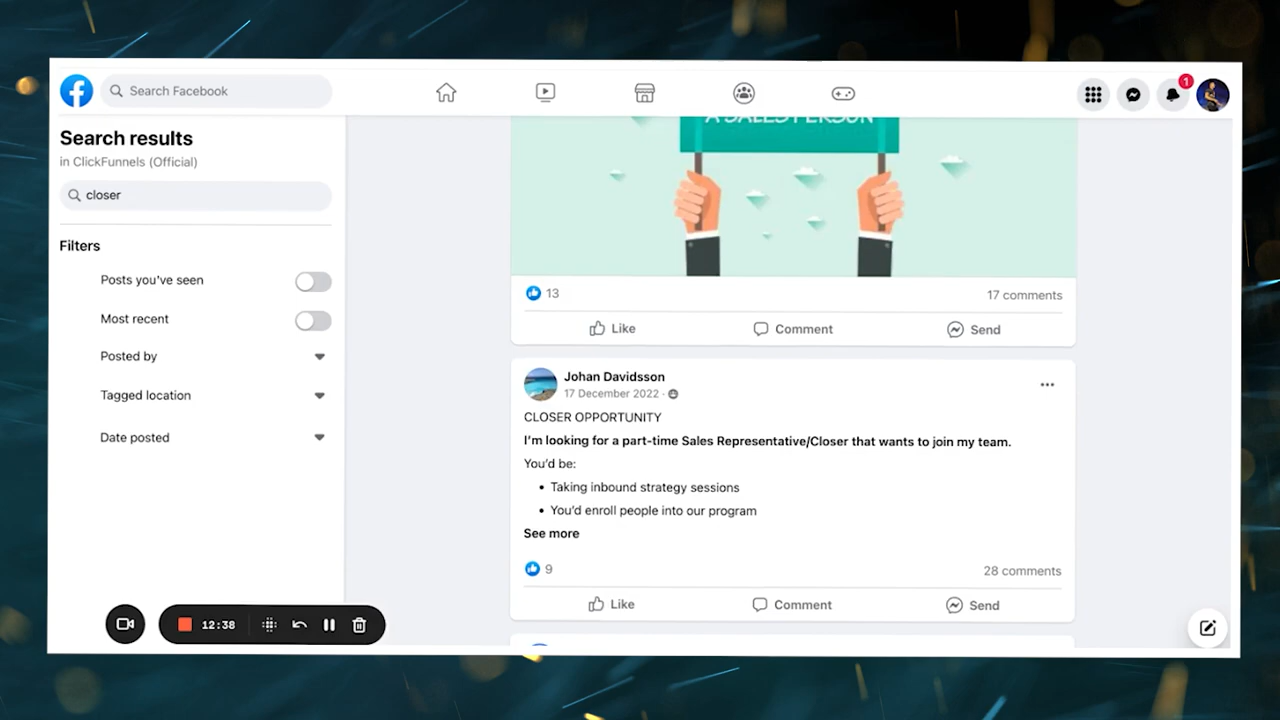 Search Facebook
1
Search results
in ClickFunnels (Official)
closer
Filters
Posts you've seen
Most recent
Posted by
Tagged location
Date posted
12:38
A SALES PERSON
13
17 comments
Like
Comment
Send
Johan Davidsson
17 December 2022 ·
CLOSER OPPORTUNITY
I'm looking for a part-time Sales Representative/Closer that wants to join my team.
You'd be:
• Taking inbound strategy sessions
• You'd enroll people into our program
See more
9
28 comments
Like
Comment
Send